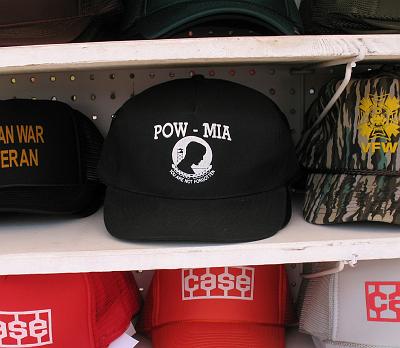 AN WAR
ERAN
POW - MIA
YOU ARE NOT FORGOTTEN
VFW
case
case
case